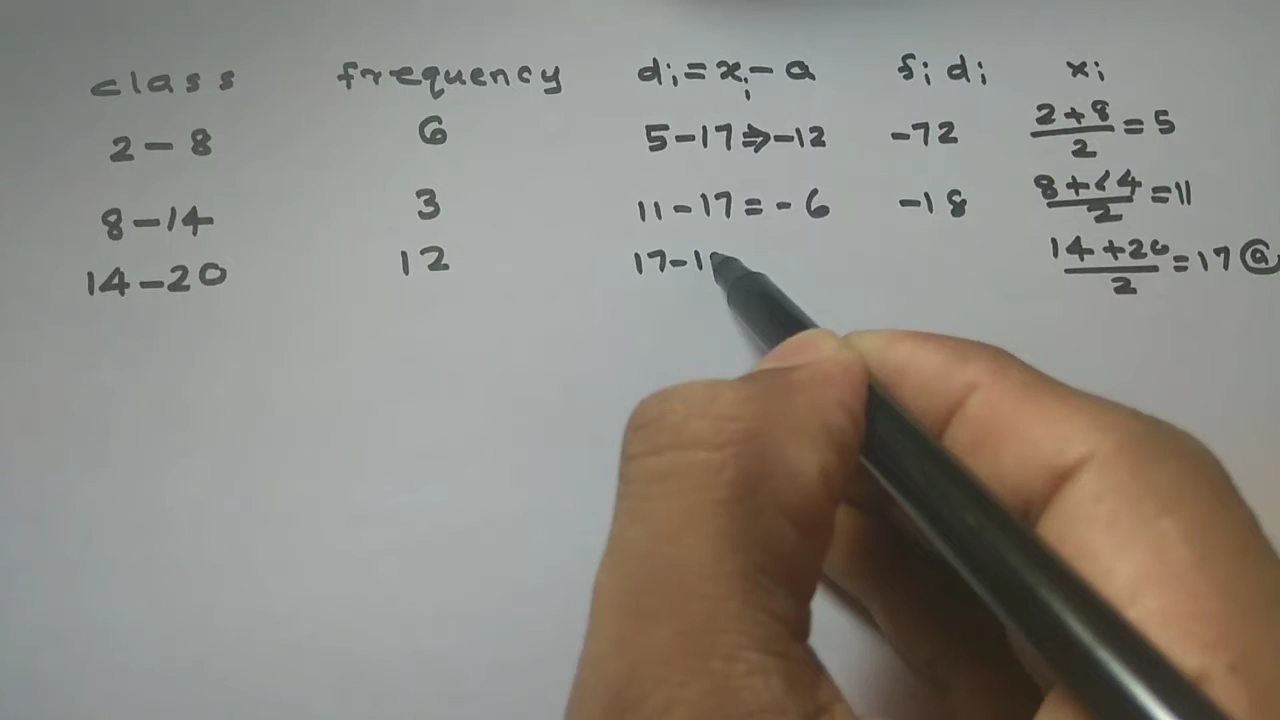 class frequency dᵢ = xᵢ - a fᵢ dᵢ xᵢ
2 - 8 6 5 - 17 ⇒ -12 -72 2 + 8 / 2 = 5
8 - 14 3 11 - 17 = - 6 -18 8 + 14 / 2 = 11
14 - 20 12 17 - 1 14 + 20 / 2 = 17 ⓐ